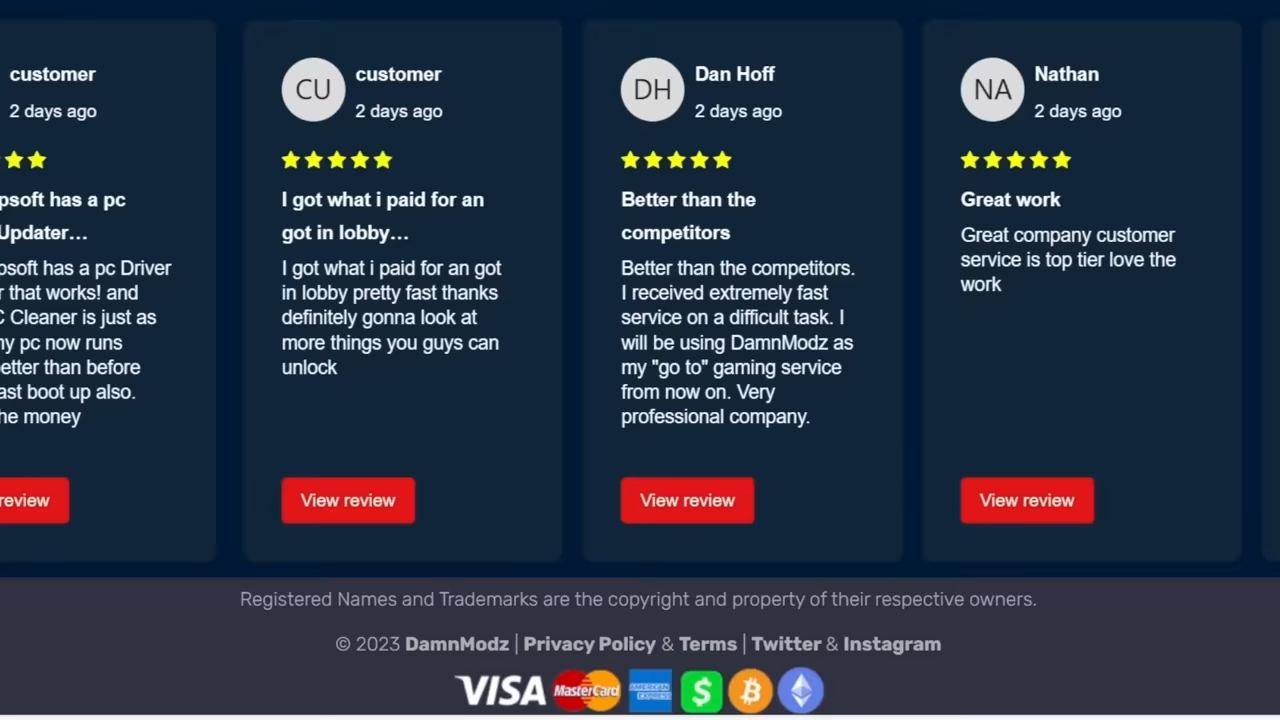 customer
2 days ago
psoft has a pc
Updater...
osoft has a pc Driver
r that works! and
C Cleaner is just as
ny pc now runs
etter than before
ast boot up also.
he money
review
CU
customer
2 days ago
I got what i paid for an
got in lobby...
I got what i paid for an got
in lobby pretty fast thanks
definitely gonna look at
more things you guys can
unlock
View review
DH
Dan Hoff
2 days ago
Better than the
competitors
Better than the competitors.
I received extremely fast
service on a difficult task. I
will be using DamnModz as
my "go to" gaming service
from now on. Very
professional company.
View review
NA
Nathan
2 days ago
Great work
Great company customer
service is top tier love the
work
View review
Registered Names and Trademarks are the copyright and property of their respective owners.
© 2023 DamnModz | Privacy Policy & Terms | Twitter & Instagram
VISA MasterCard AMERICAN EXPRESS $ ₿